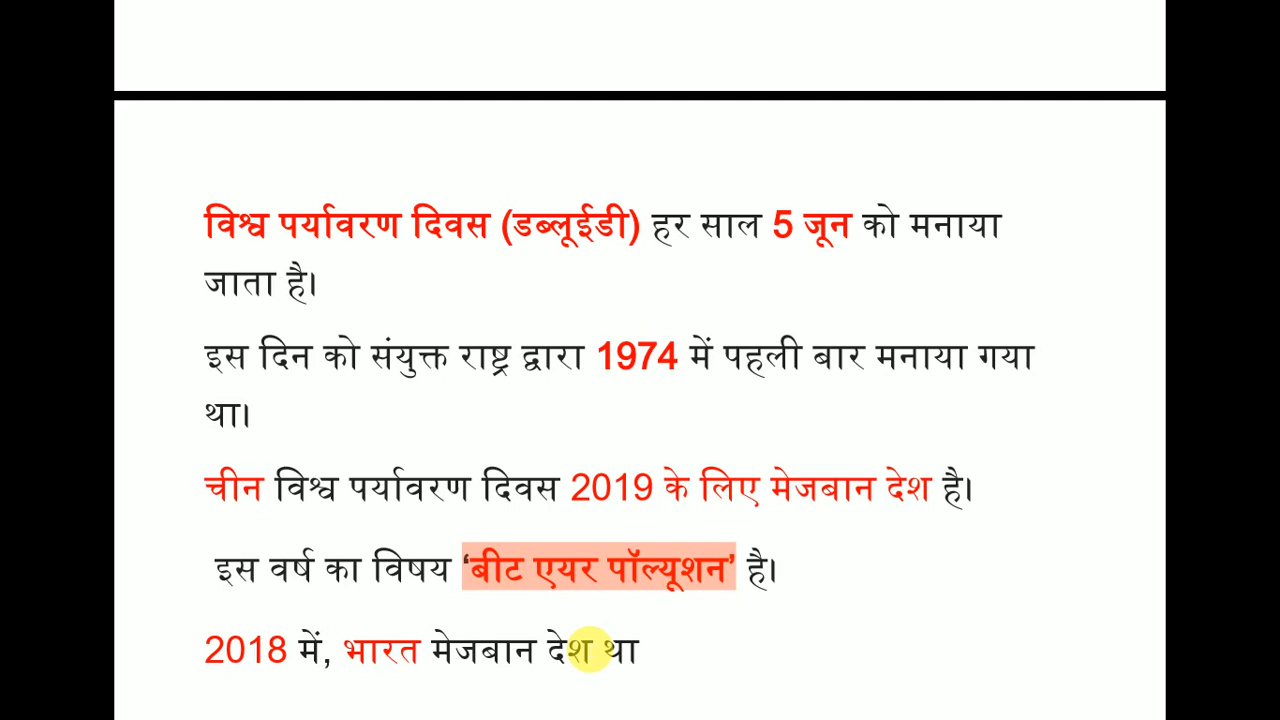 विश्व पर्यावरण दिवस (डब्लूईडी) हर साल 5 जून को मनाया
जाता है।
इस दिन को संयुक्त राष्ट्र द्वारा 1974 में पहली बार मनाया गया
था।
चीन विश्व पर्यावरण दिवस 2019 के लिए मेजबान देश है।
इस वर्ष का विषय ‘बीट एयर पॉल्यूशन’ है।
2018 में, भारत मेजबान देश था